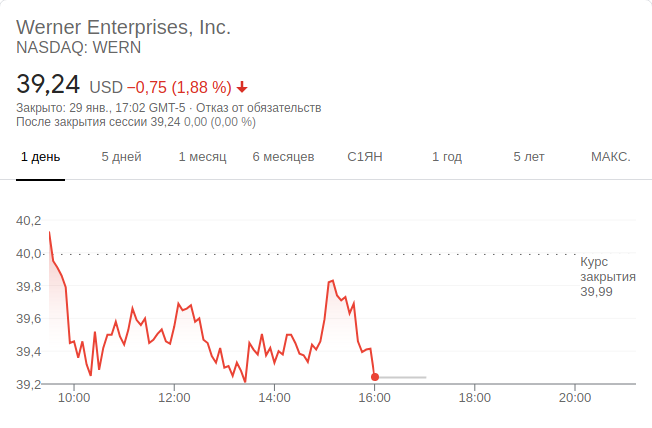 Werner Enterprises, Inc.
NASDAQ: WERN
39,24 USD −0,75 (1,88 %)
Закрыто: 29 янв., 17:02 GMT-5 · Отказ от обязательств
После закрытия сессии 39,24 0,00 (0,00 %)
1 день 5 дней 1 месяц 6 месяцев С1ЯН 1 год 5 лет МАКС.
40,2
40,0
Курс
закрытия
39,99
39,8
39,6
39,4
39,2
10:00 12:00 14:00 16:00 18:00 20:00